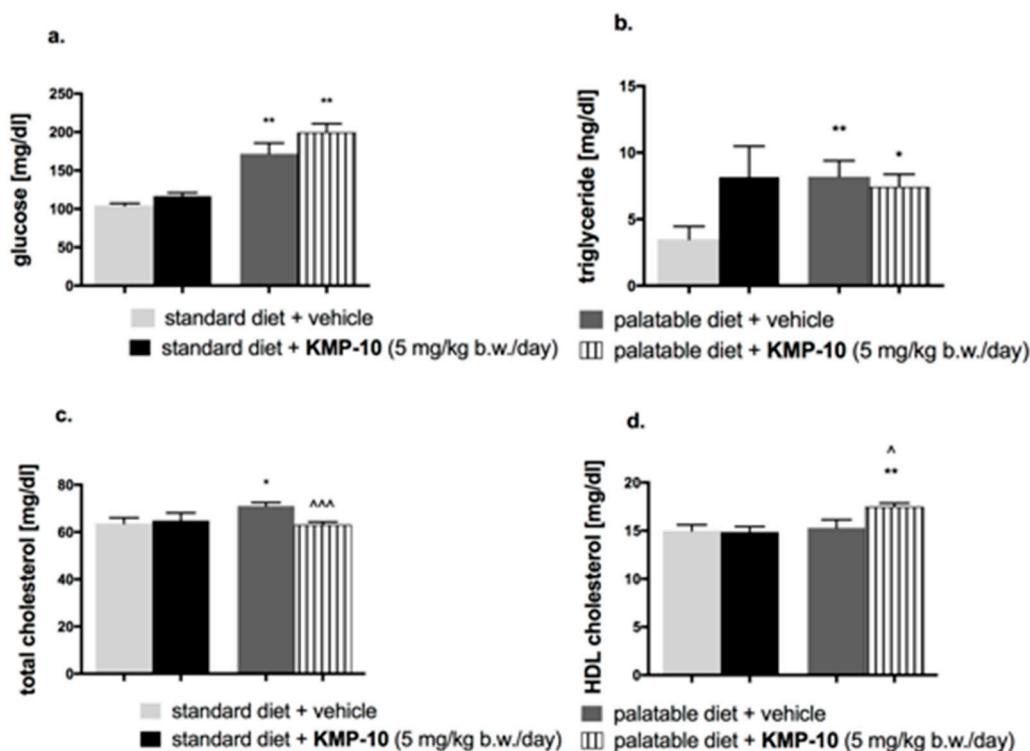 a.
glucose [mg/dl]
250
200
150
100
50
0
**
**
b.
triglyceride [mg/dl]
15
10
5
0
**
*
standard diet + vehicle
standard diet + KMP-10 (5 mg/kg b.w./day)
palatable diet + vehicle
palatable diet + KMP-10 (5 mg/kg b.w./day)
c.
total cholesterol [mg/dl]
80
60
40
20
0
*
^^^
d.
HDL cholesterol [mg/dl]
20
15
10
5
0
^
**
standard diet + vehicle
standard diet + KMP-10 (5 mg/kg b.w./day)
palatable diet + vehicle
palatable diet + KMP-10 (5 mg/kg b.w./day)